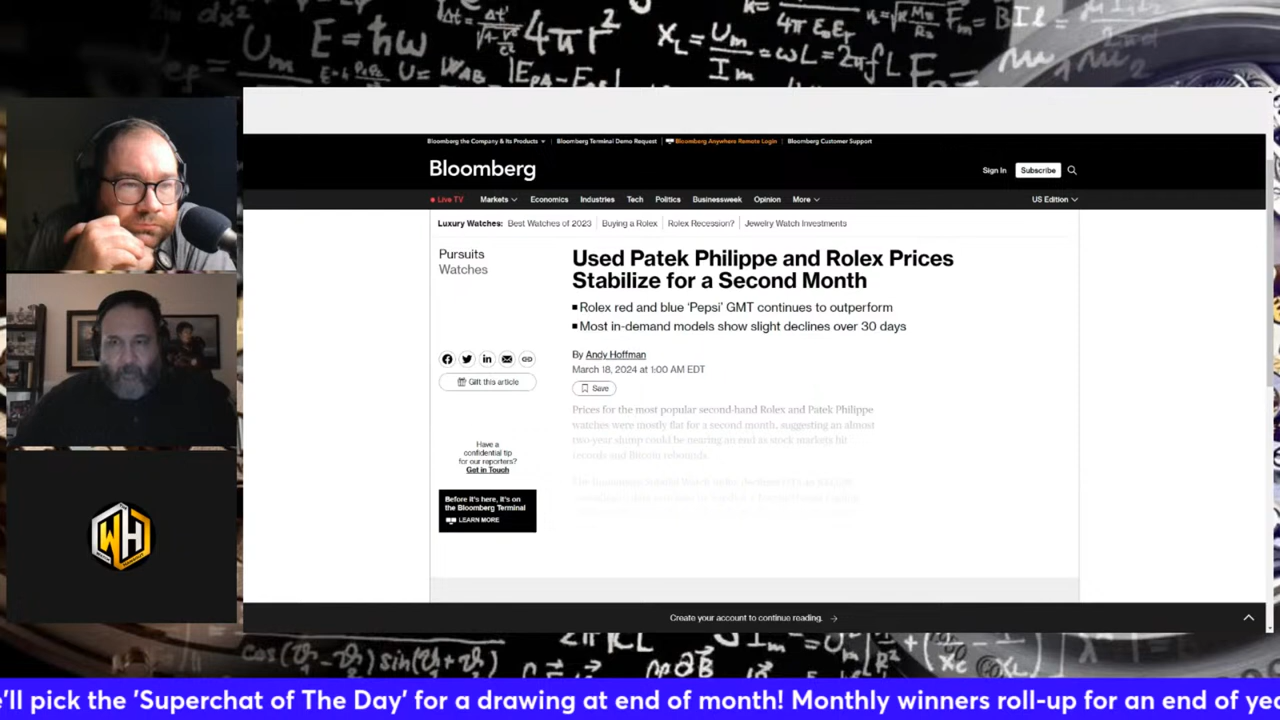 E=ħω
4πr²
X_L = U_m/I_m = ωL = 2πfL
Bloomberg the Company & Its Products
Bloomberg Terminal Demo Request
Bloomberg Anywhere Remote Login
Bloomberg Customer Support
Bloomberg
Sign In
Subscribe
Live TV
Markets
Economics
Industries
Tech
Politics
Businessweek
Opinion
More
US Edition
Luxury Watches:
Best Watches of 2023
Buying a Rolex
Rolex Recession?
Jewelry Watch Investments
Pursuits
Watches
Used Patek Philippe and Rolex Prices
Stabilize for a Second Month
Rolex red and blue ‘Pepsi’ GMT continues to outperform
Most in-demand models show slight declines over 30 days
By Andy Hoffman
March 18, 2024 at 1:00 AM EDT
Save
Gift this article
Prices for the most popular second-hand Rolex and Patek Philippe
watches were mostly flat for a second month, suggesting an almost
two-year slump could be nearing an end as stock markets hit
records and Bitcoin rebounds
Have a
confidential tip
for our reporters?
Get in Touch
Before it's here, it's on
the Bloomberg Terminal
LEARN MORE
WH
Create your account to continue reading.
e'll pick the 'Superchat of The Day' for a drawing at end of month! Monthly winners roll-up for an end of yea